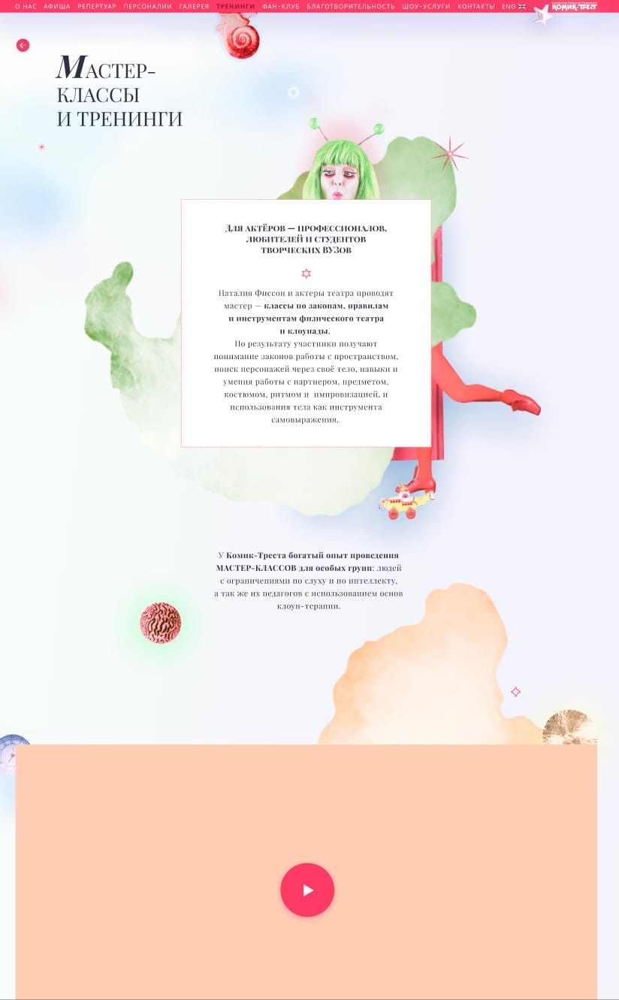 О НАС АФИША РЕПЕРТУАР ПЕРСОНАЛИИ ГАЛЕРЕЯ ТРЕНИНГИ ФАН-КЛУБ БЛАГОТВОРИТЕЛЬНОСТЬ ШОУ-УСЛУГИ КОНТАКТЫ ENG КОМИК-ТРЕСТ
МАСТЕР-
КЛАССЫ
И ТРЕНИНГИ
ДЛЯ АКТЁРОВ — ПРОФЕССИОНАЛОВ,
ЛЮБИТЕЛЕЙ И СТУДЕНТОВ
ТВОРЧЕСКИХ ВУЗОВ
Наталия Фиссон и актеры театра проводят
мастер — классы по законам, правилам
и инструментам физического театра
и клоунады.
По результату участники получают
понимание законов работы с пространством,
поиск персонажей через своё тело, навыки и
умения работы с партнером, предметом,
костюмом, ритмом и импровизацией, и
использования тела как инструмента
самовыражения.
У Комик-Треста богатый опыт проведения
МАСТЕР-КЛАССОВ для особых групп: людей
с ограничениями по слуху и по интеллекту,
а так же их педагогов с использованием основ
клоун-терапии.